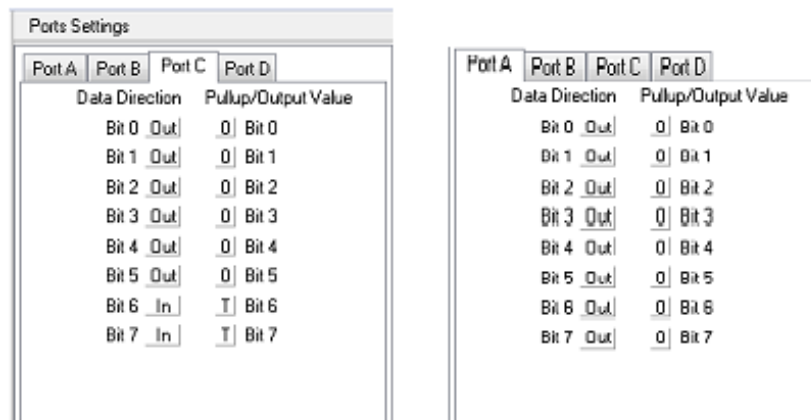 Ports Settings
Port A Port B Port C Port D
Data Direction Pullup/Output Value
Bit 0 Out 0 Bit 0
Bit 1 Out 0 Bit 1
Bit 2 Out 0 Bit 2
Bit 3 Out 0 Bit 3
Bit 4 Out 0 Bit 4
Bit 5 Out 0 Bit 5
Bit 6 In T Bit 6
Bit 7 In T Bit 7
Port A Port B Port C Port D
Data Direction Pullup/Output Value
Bit 0 Out 0 Bit 0
Bit 1 Out 0 Bit 1
Bit 2 Out 0 Bit 2
Bit 3 Out 0 Bit 3
Bit 4 Out 0 Bit 4
Bit 5 Out 0 Bit 5
Bit 6 Out 0 Bit 6
Bit 7 Out 0 Bit 7